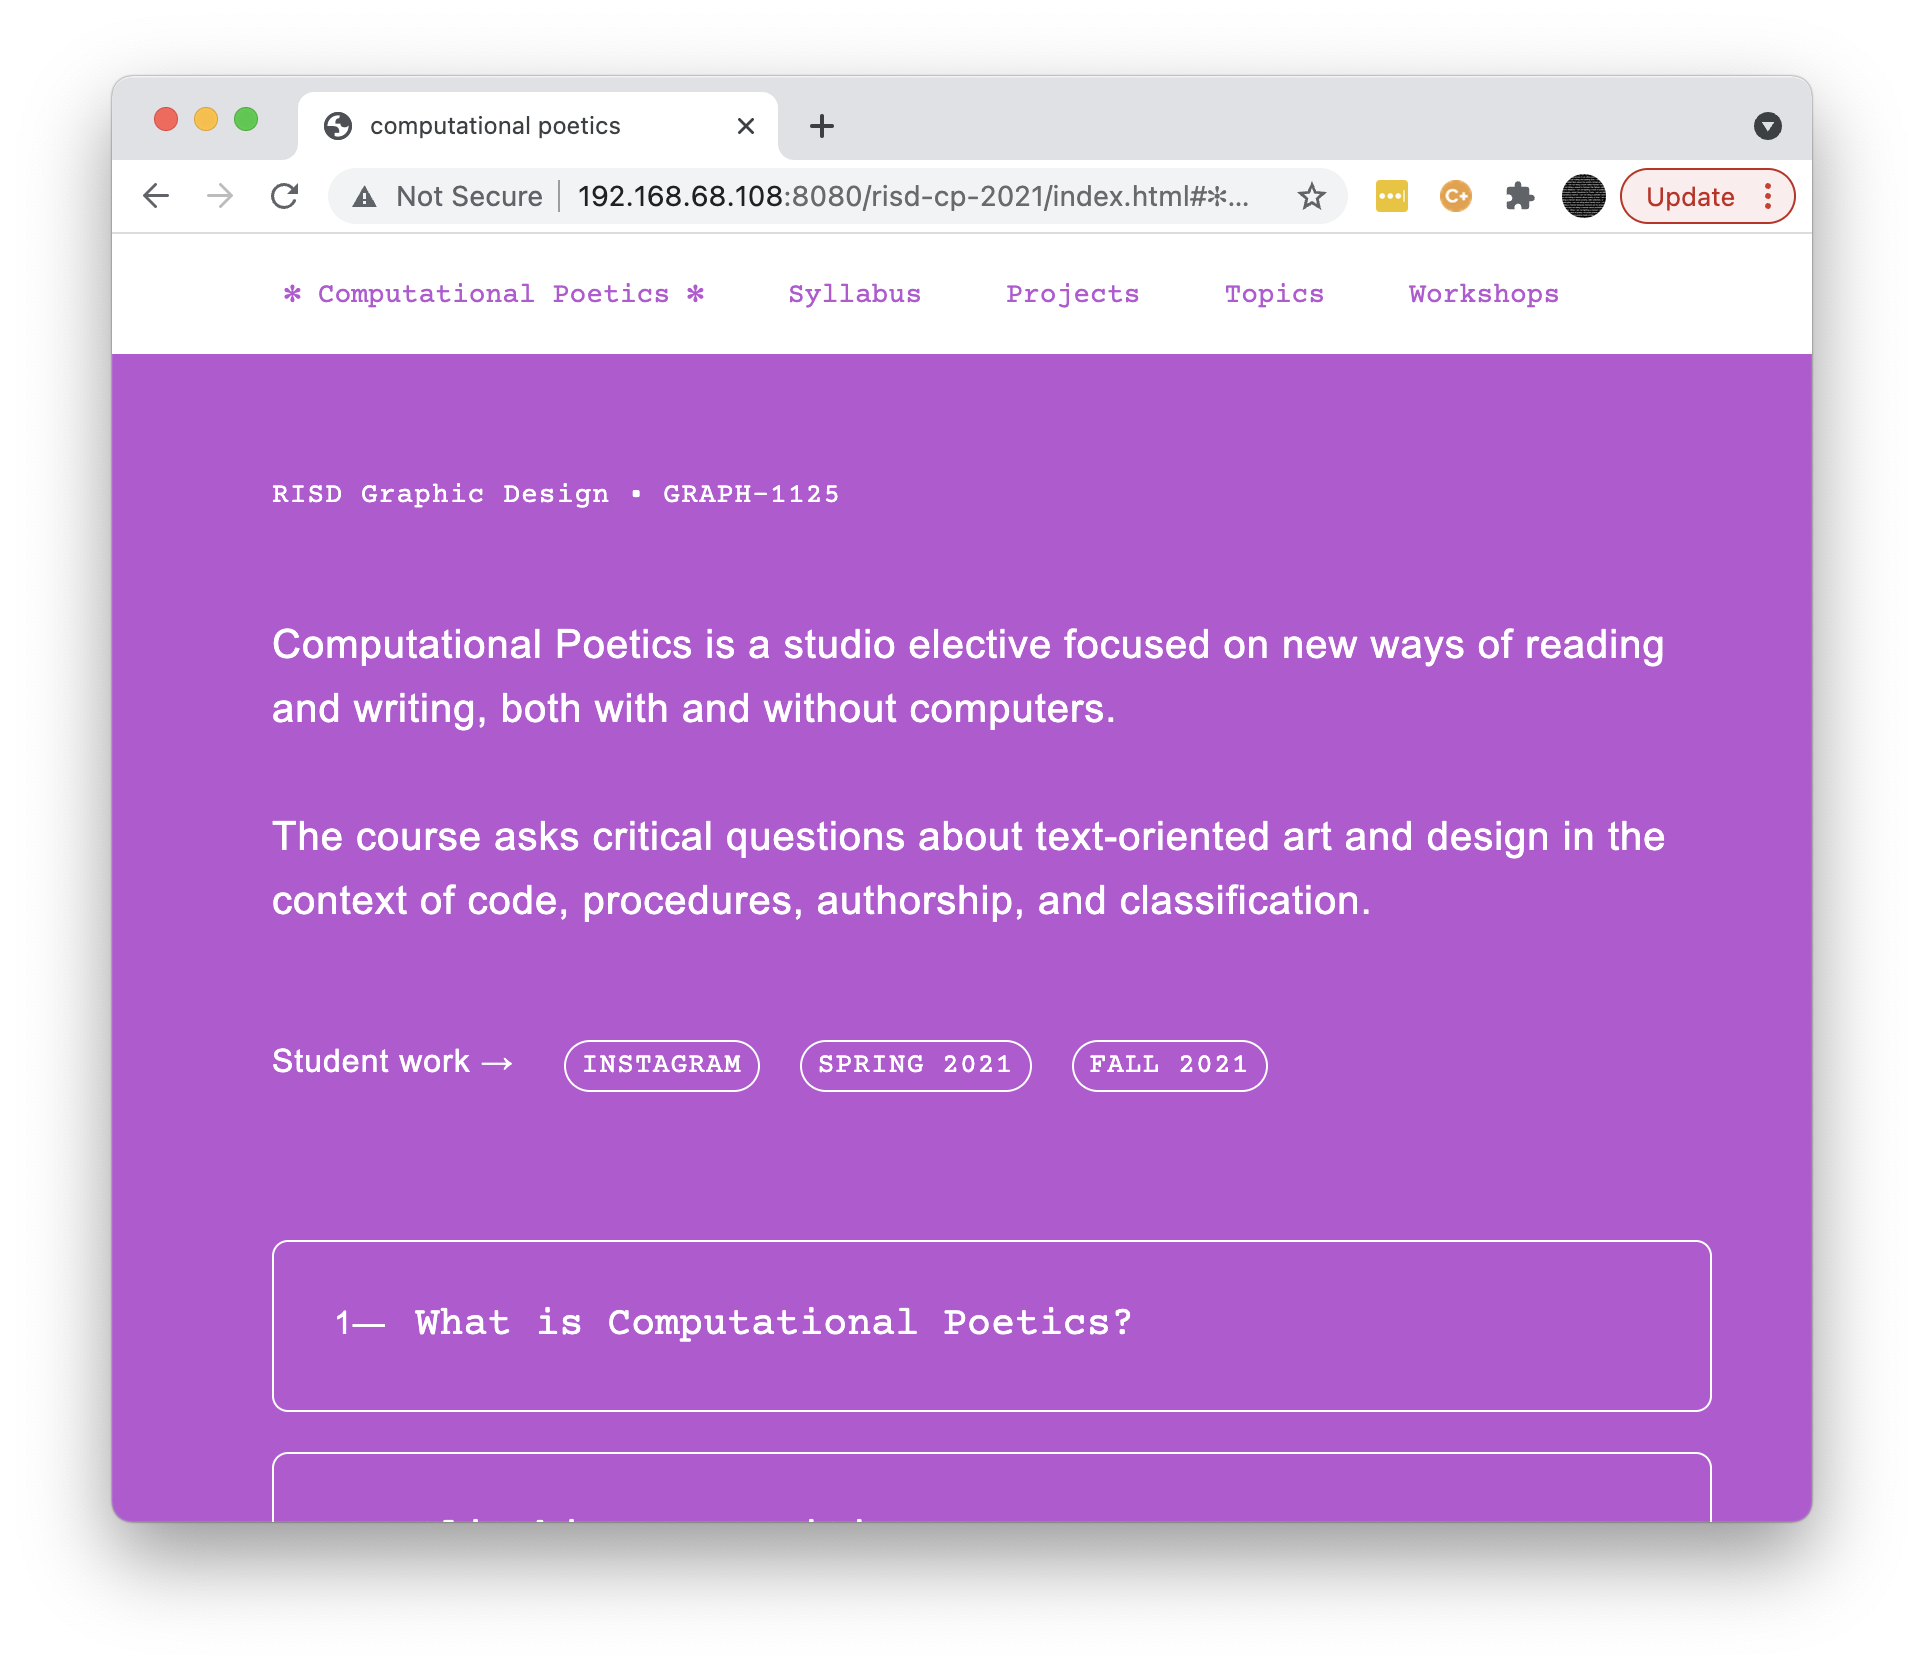 computational poetics
Not Secure 192.168.68.108:8080/risd-cp-2021/index.html#✻...
C+
Update
✻ Computational Poetics ✻ Syllabus Projects Topics Workshops
RISD Graphic Design ▪ GRAPH-1125
Computational Poetics is a studio elective focused on new ways of reading
and writing, both with and without computers.
The course asks critical questions about text-oriented art and design in the
context of code, procedures, authorship, and classification.
Student work → INSTAGRAM SPRING 2021 FALL 2021
1— What is Computational Poetics?